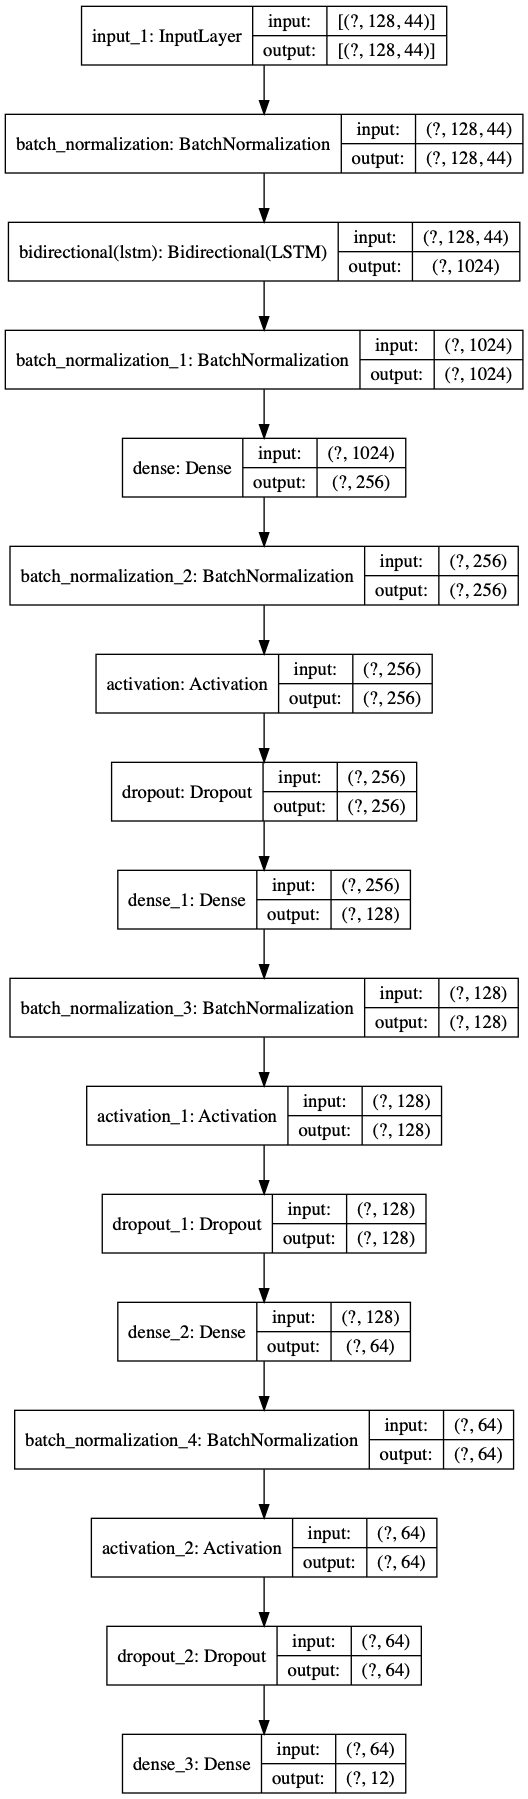 input_1: InputLayer
input: [(?, 128, 44)]
output: [(?, 128, 44)]
batch_normalization: BatchNormalization
input: (?, 128, 44)
output: (?, 128, 44)
bidirectional(lstm): Bidirectional(LSTM)
input: (?, 128, 44)
output: (?, 1024)
batch_normalization_1: BatchNormalization
input: (?, 1024)
output: (?, 1024)
dense: Dense
input: (?, 1024)
output: (?, 256)
batch_normalization_2: BatchNormalization
input: (?, 256)
output: (?, 256)
activation: Activation
input: (?, 256)
output: (?, 256)
dropout: Dropout
input: (?, 256)
output: (?, 256)
dense_1: Dense
input: (?, 256)
output: (?, 128)
batch_normalization_3: BatchNormalization
input: (?, 128)
output: (?, 128)
activation_1: Activation
input: (?, 128)
output: (?, 128)
dropout_1: Dropout
input: (?, 128)
output: (?, 128)
dense_2: Dense
input: (?, 128)
output: (?, 64)
batch_normalization_4: BatchNormalization
input: (?, 64)
output: (?, 64)
activation_2: Activation
input: (?, 64)
output: (?, 64)
dropout_2: Dropout
input: (?, 64)
output: (?, 64)
dense_3: Dense
input: (?, 64)
output: (?, 12)